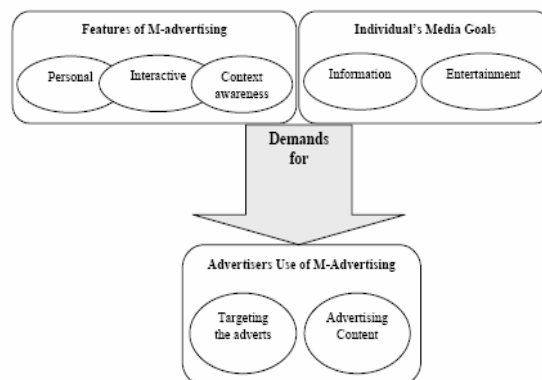 Features of M-advertising
Personal
Interactive
Context
awareness
Individual's Media Goals
Information
Entertainment
Demands
for
Advertisers Use of M-Advertising
Targeting
the adverts
Advertising
Content